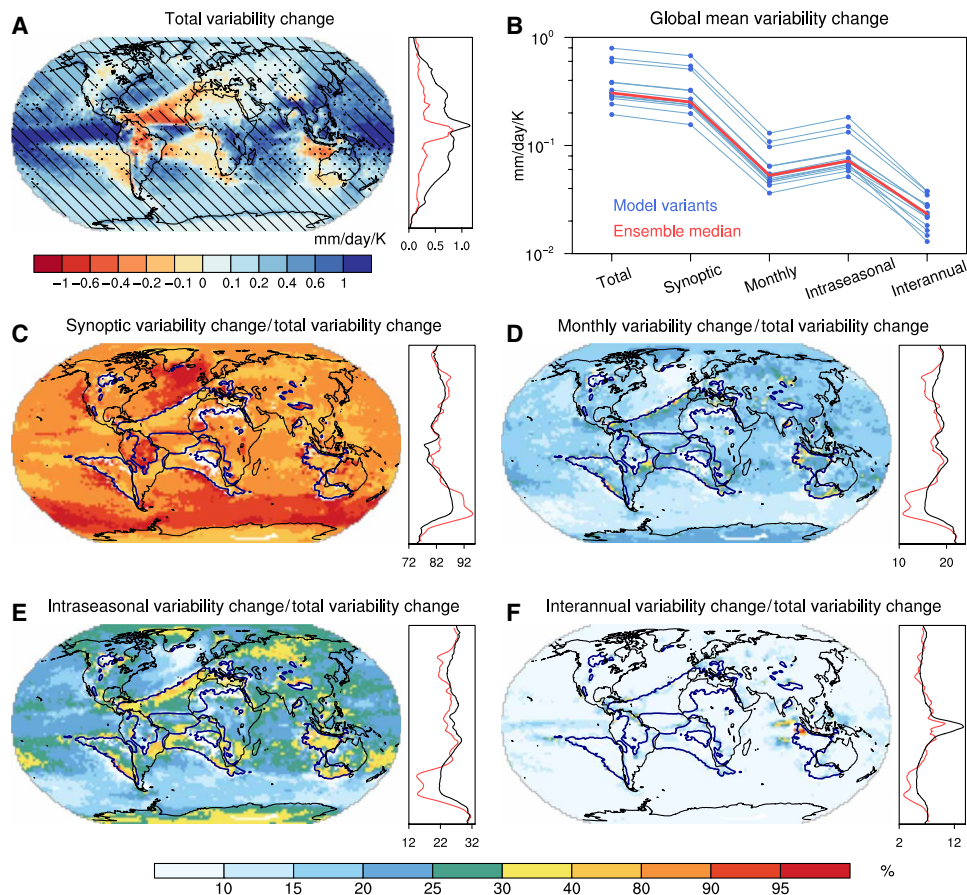 A
Total variability change
mm/day/K
−1 −0.6 −0.4 −0.2 −0.1 0 0.1 0.2 0.4 0.6 1
0.0 0.5 1.0
B
Global mean variability change
mm/day/K
10⁰
10⁻¹
10⁻²
Model variants
Ensemble median
Total
Synoptic
Monthly
Intraseasonal
Interannual
C
Synoptic variability change/total variability change
72 82 92
D
Monthly variability change/total variability change
10 20
E
Intraseasonal variability change/total variability change
12 22 32
F
Interannual variability change/total variability change
2 12
10 15 20 25 30 40 80 90 95 %